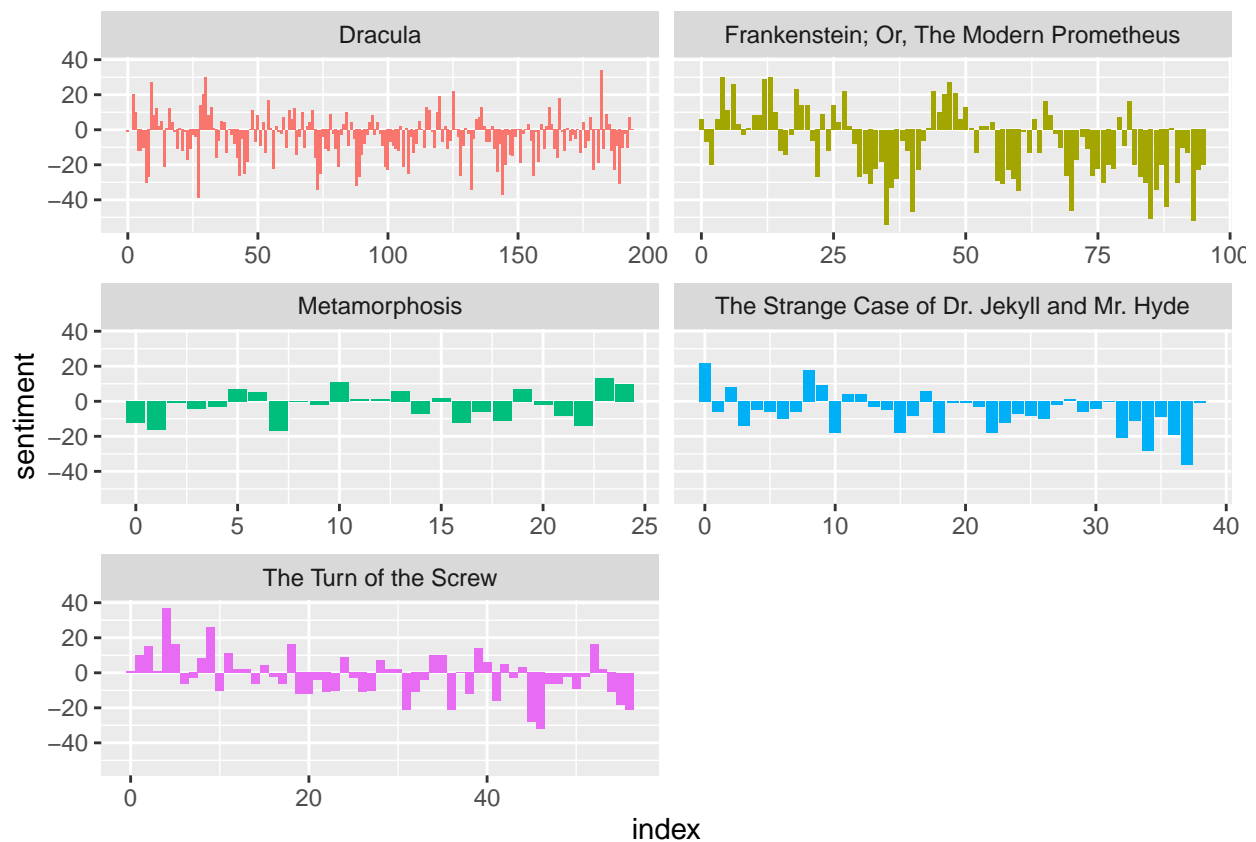 Dracula
Frankenstein; Or, The Modern Prometheus
40
20
0
−20
−40
0 50 100 150 200
0 25 50 75 100
Metamorphosis
The Strange Case of Dr. Jekyll and Mr. Hyde
40
20
0
−20
−40
0 5 10 15 20 25
0 10 20 30 40
sentiment
The Turn of the Screw
40
20
0
−20
−40
0 20 40
index